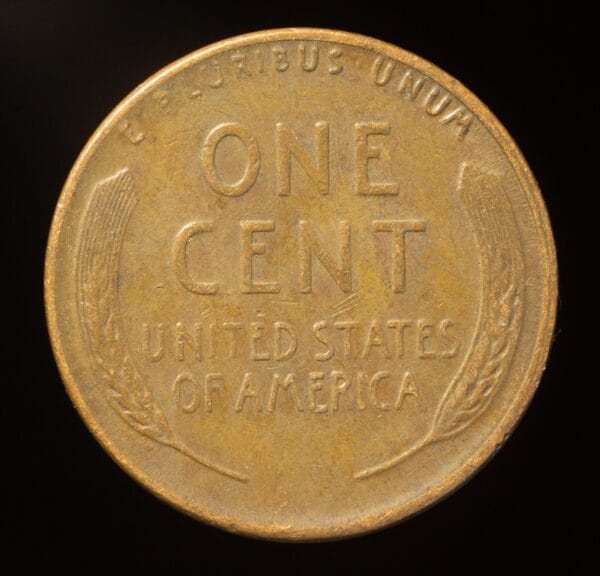 E PLURIBUS UNUM
ONE
CENT
UNITED STATES
OF AMERICA